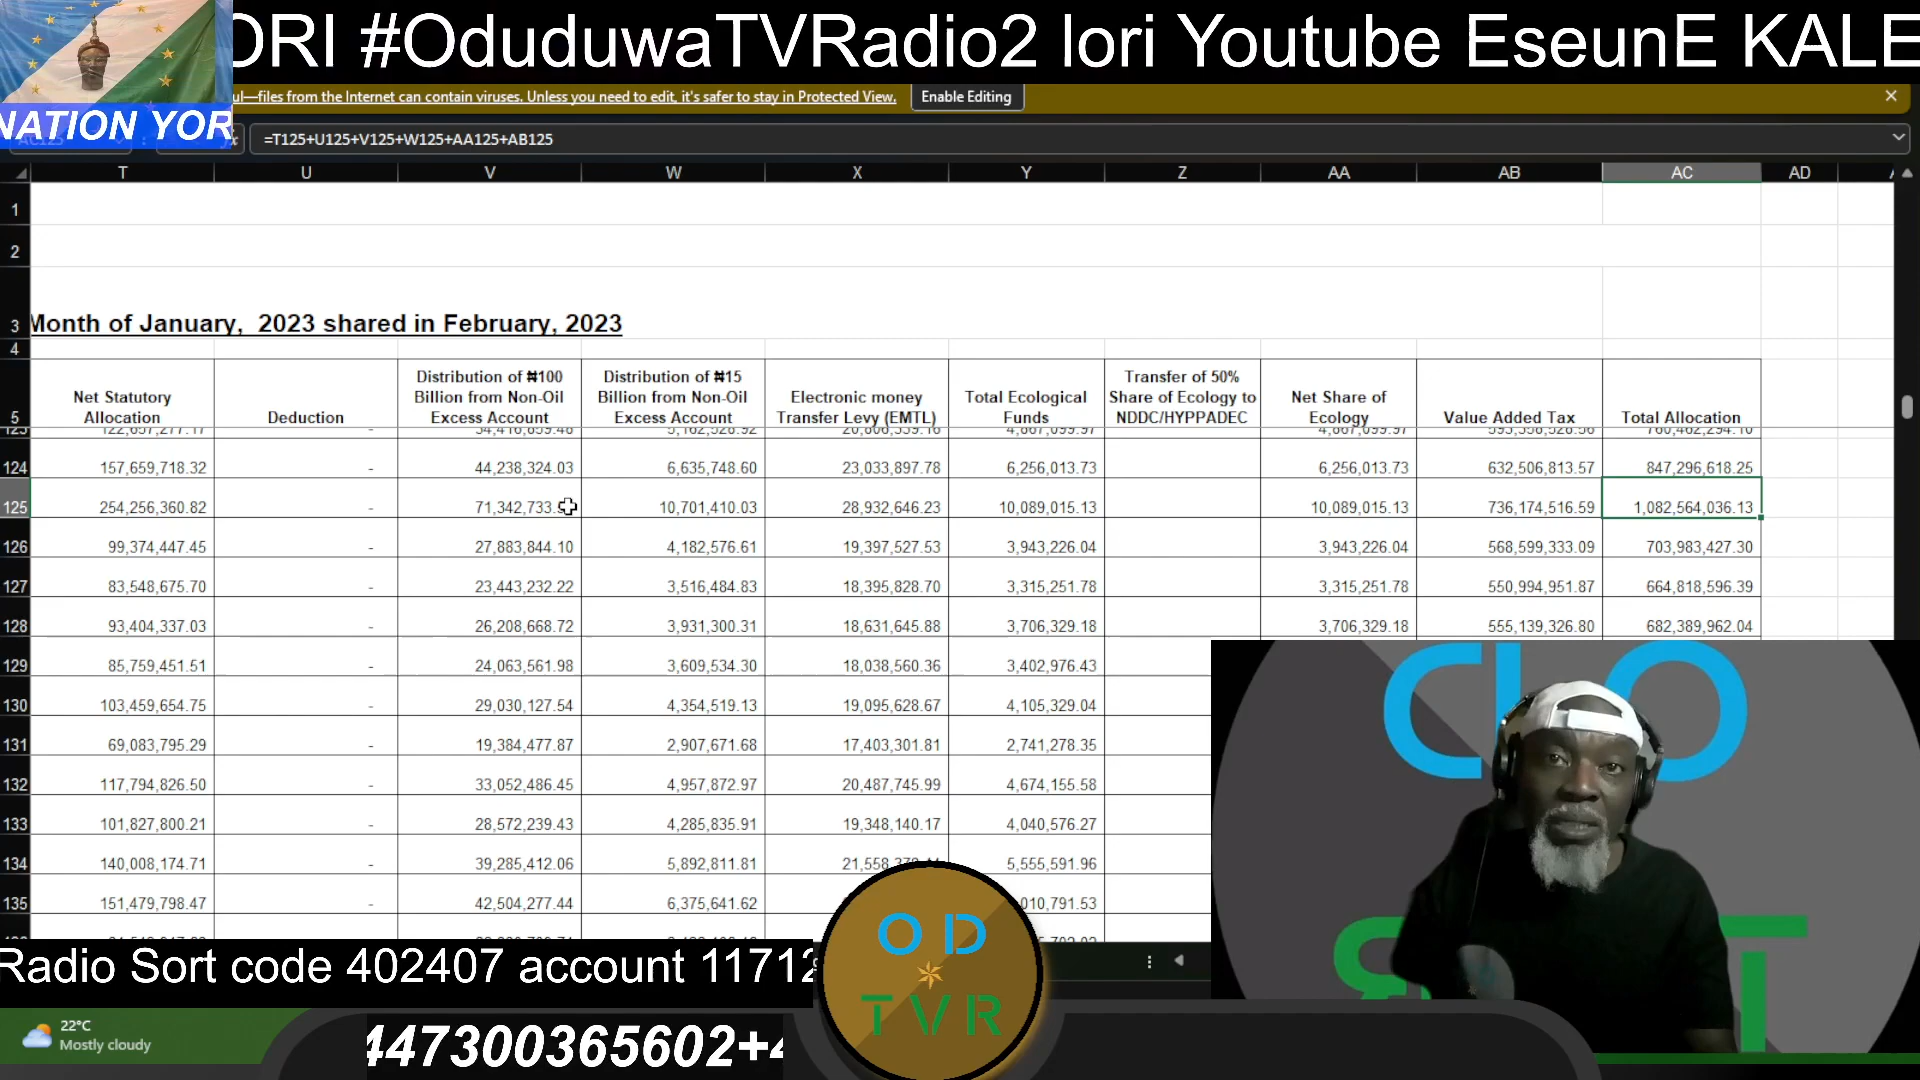 ORI #OduduwaTVRadio2 lori Youtube EseunE KALE
ul—files from the Internet can contain viruses. Unless you need to edit, it's safer to stay in Protected View. Enable Editing
NATION YOR
AC125 fx =T125+U125+V125+W125+AA125+AB125
T U V W X Y Z AA AB AC AD
1
2
3 Month of January, 2023 shared in February, 2023
4
5 Net Statutory Allocation Deduction Distribution of ₦100 Billion from Non-Oil Excess Account Distribution of ₦15 Billion from Non-Oil Excess Account Electronic money Transfer Levy (EMTL) Total Ecological Funds Transfer of 50% Share of Ecology to NDDC/HYPPADEC Net Share of Ecology Value Added Tax Total Allocation
124 157,659,718.32 - 44,238,324.03 6,635,748.60 23,033,897.78 6,256,013.73 6,256,013.73 632,506,813.57 847,296,618.25
125 254,256,360.82 - 71,342,733. 10,701,410.03 28,932,646.23 10,089,015.13 10,089,015.13 736,174,516.59 1,082,564,036.13
126 99,374,447.45 - 27,883,844.10 4,182,576.61 19,397,527.53 3,943,226.04 3,943,226.04 568,599,333.09 703,983,427.30
127 83,548,675.70 - 23,443,232.22 3,516,484.83 18,395,828.70 3,315,251.78 3,315,251.78 550,994,951.87 664,818,596.39
128 93,404,337.03 - 26,208,668.72 3,931,300.31 18,631,645.88 3,706,329.18 3,706,329.18 555,139,326.80 682,389,962.04
129 85,759,451.51 - 24,063,561.98 3,609,534.30 18,038,560.36 3,402,976.43
130 103,459,654.75 - 29,030,127.54 4,354,519.13 19,095,628.67 4,105,329.04
131 69,083,795.29 - 19,384,477.87 2,907,671.68 17,403,301.81 2,741,278.35
132 117,794,826.50 - 33,052,486.45 4,957,872.97 20,487,745.99 4,674,155.58
133 101,827,800.21 - 28,572,239.43 4,285,835.91 19,348,140.17 4,040,576.27
134 140,008,174.71 - 39,285,412.06 5,892,811.81 5,555,591.96
135 151,479,798.47 - 42,504,277.44 6,375,641.62 010,791.53
Radio Sort code 402407 account 11712
OD
TVR
22°C
Mostly cloudy
447300365602+4